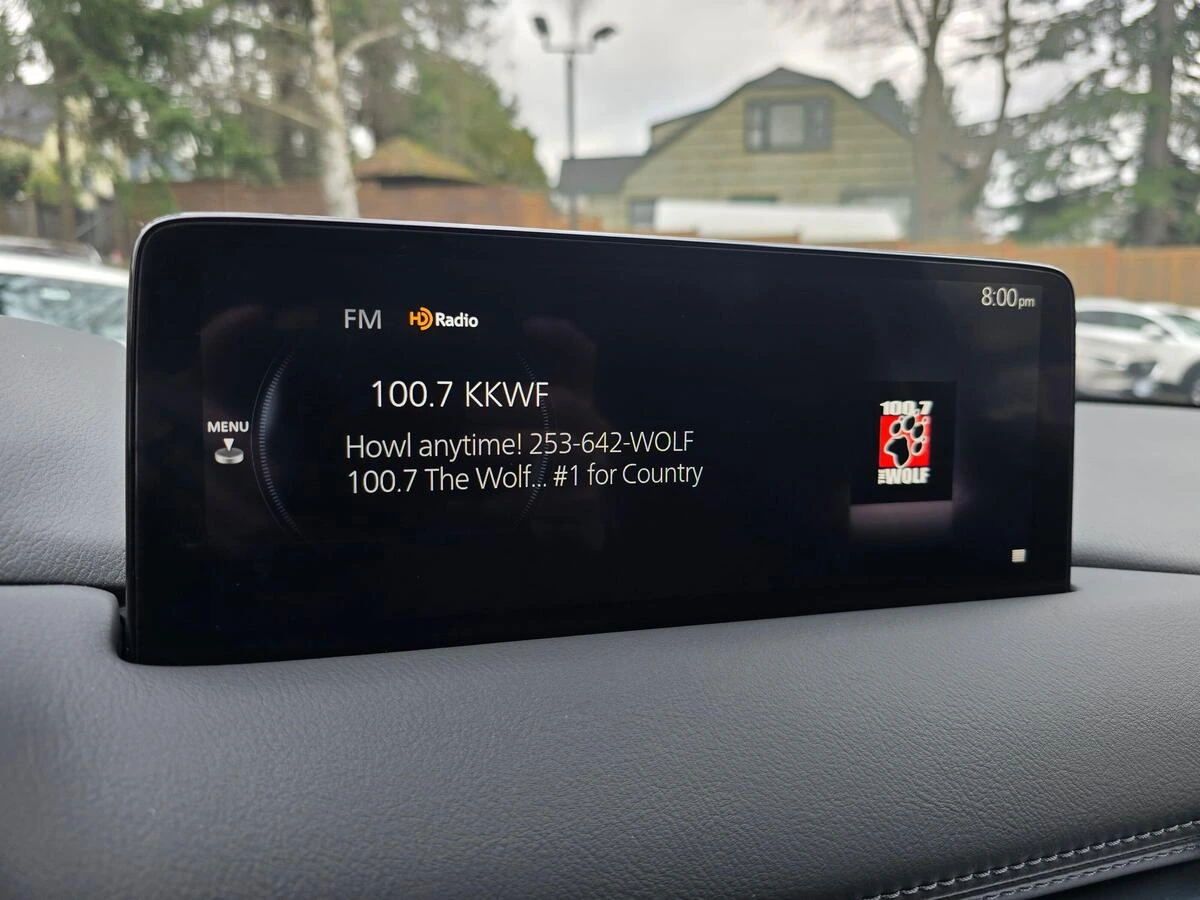 8:00pm
FM HD Radio
100.7 KKWF
MENU
Howl anytime! 253-642-WOLF
100.7 The Wolf... #1 for Country
100.7
THE WOLF